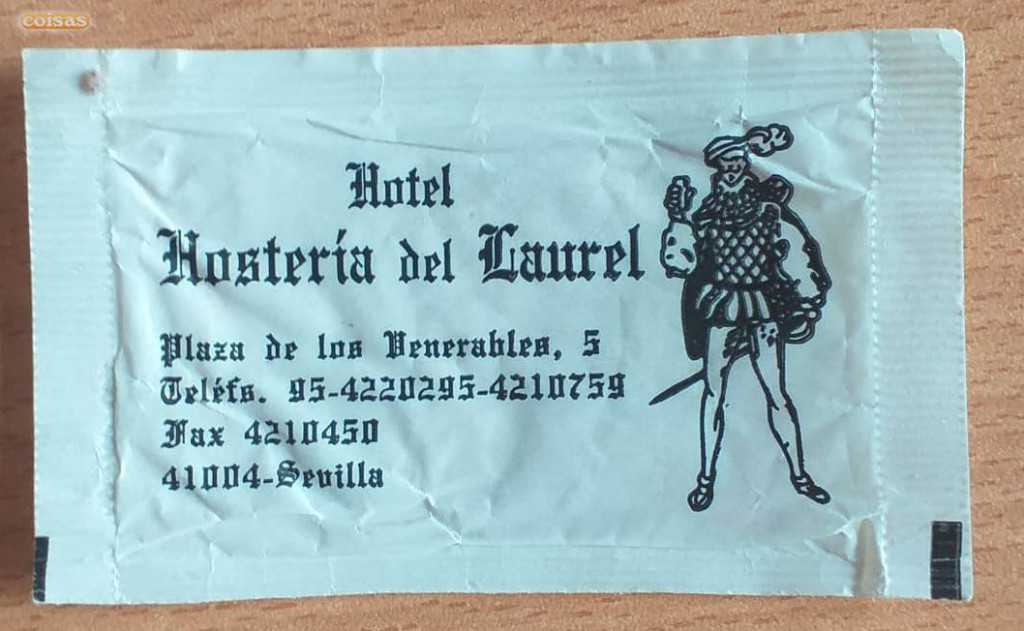 coisas
Hotel
Hostería del Laurel
Plaza de los Venerables, 5
Teléfs. 95-4220295-4210759
Fax 4210450
41004-Sevilla